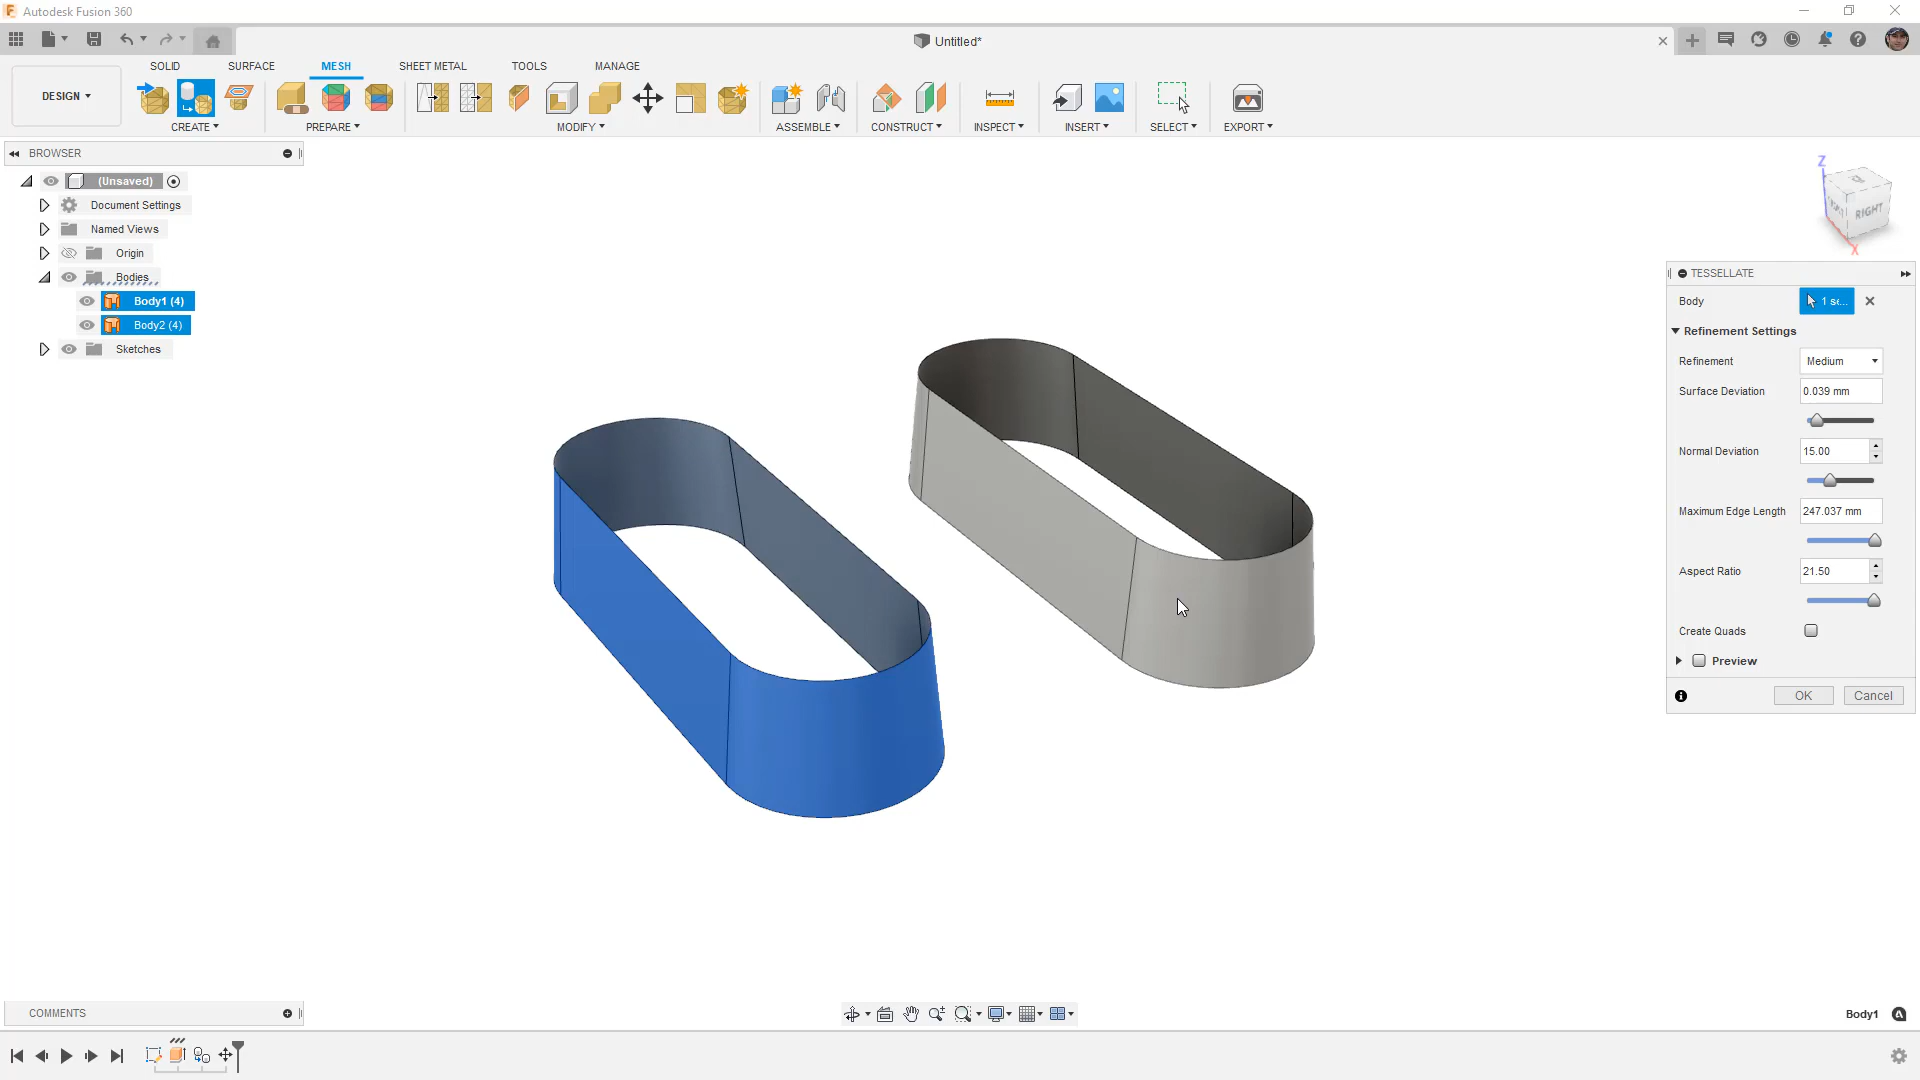 Autodesk Fusion 360
Untitled*
SOLID
SURFACE
MESH
SHEET METAL
TOOLS
MANAGE
DESIGN
CREATE
PREPARE
MODIFY
ASSEMBLE
CONSTRUCT
INSPECT
INSERT
SELECT
EXPORT
BROWSER
(Unsaved)
Document Settings
Named Views
Origin
Bodies
Body1 (4)
Body2 (4)
Sketches
Z
RIGHT
X
TESSELLATE
Body 1 se...
Refinement Settings
Refinement Medium
Surface Deviation 0.039 mm
Normal Deviation 15.00
Maximum Edge Length 247.037 mm
Aspect Ratio 21.50
Create Quads
Preview
OK Cancel
COMMENTS
Body1